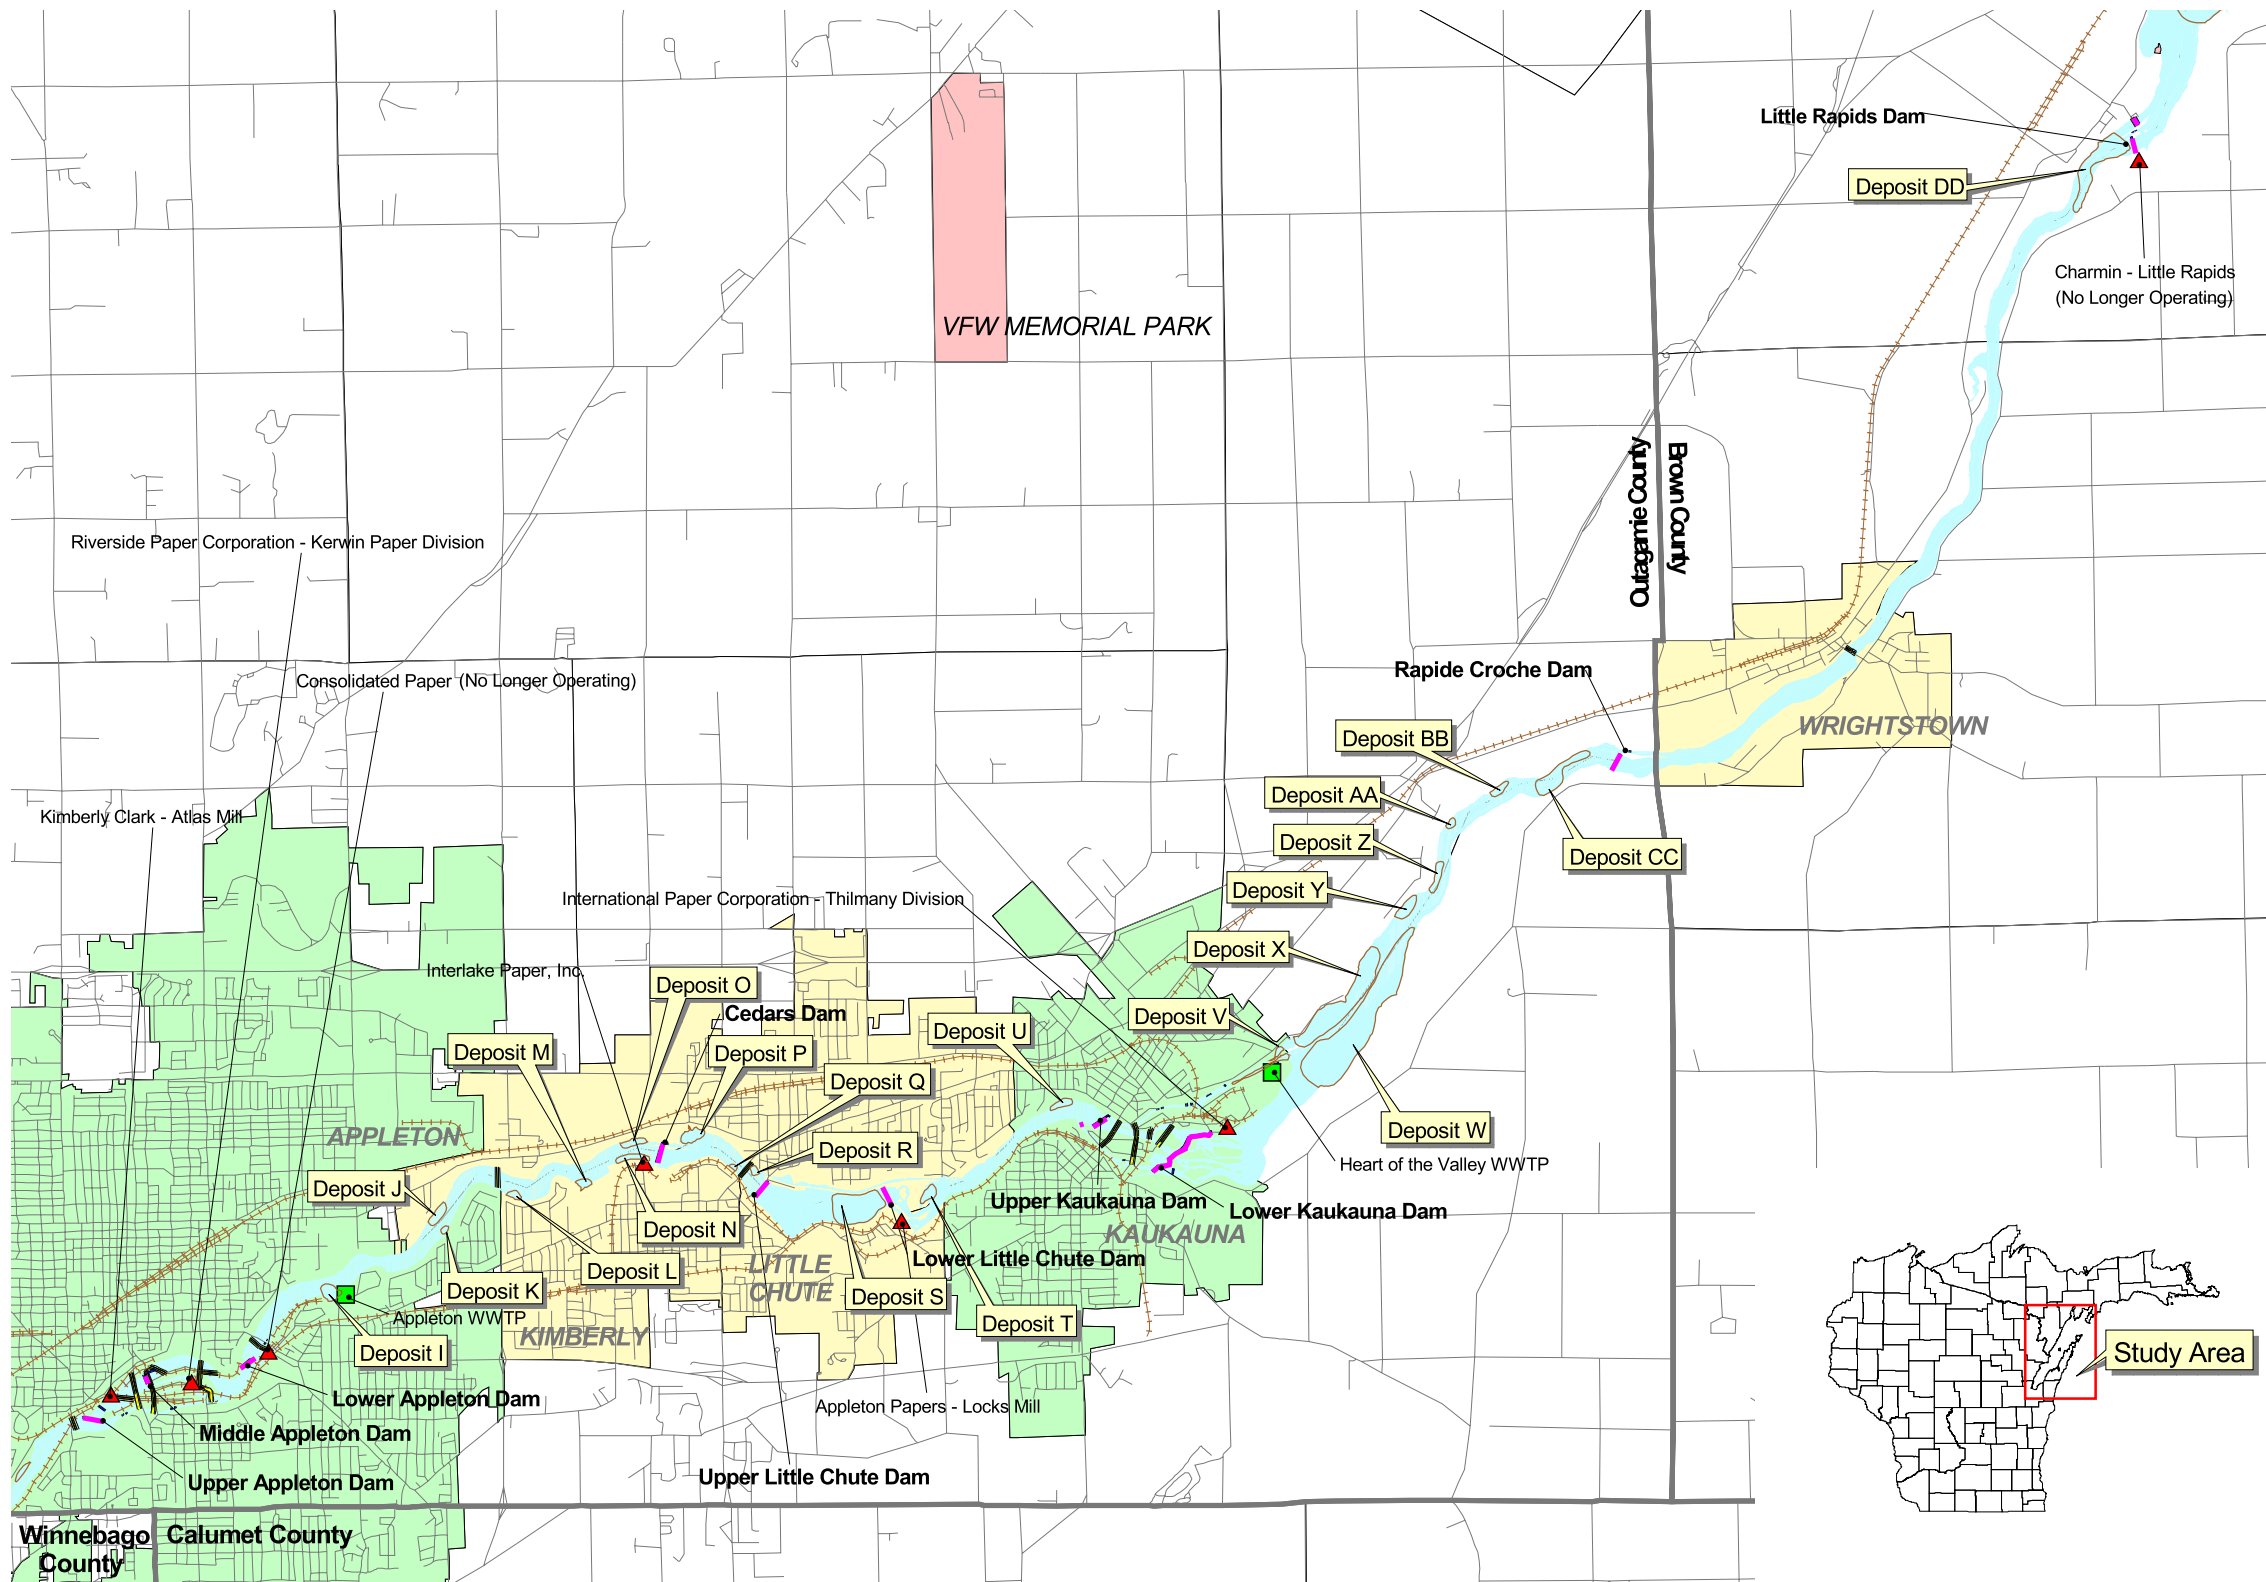 Little Rapids Dam
Deposit DD
Charmin - Little Rapids
(No Longer Operating)
VFW MEMORIAL PARK
Outagamie County
Brown County
Riverside Paper Corporation - Kerwin Paper Division
Consolidated Paper (No Longer Operating)
Rapide Croche Dam
WRIGHTSTOWN
Deposit BB
Deposit AA
Kimberly Clark - Atlas Mill
Deposit Z
Deposit CC
Deposit Y
International Paper Corporation - Thilmany Division
Deposit X
Interlake Paper, Inc.
Deposit O
Cedars Dam
Deposit V
Deposit U
Deposit M
Deposit P
Deposit Q
APPLETON
Deposit W
Deposit R
Heart of the Valley WWTP
Deposit J
Upper Kaukauna Dam
Lower Kaukauna Dam
Deposit N
KAUKAUNA
Lower Little Chute Dam
LITTLE
CHUTE
Deposit L
Deposit K
Deposit S
Appleton WWTP
Deposit T
KIMBERLY
Deposit I
Study Area
Lower Appleton Dam
Appleton Papers - Locks Mill
Middle Appleton Dam
Upper Little Chute Dam
Upper Appleton Dam
Winnebago
County
Calumet County